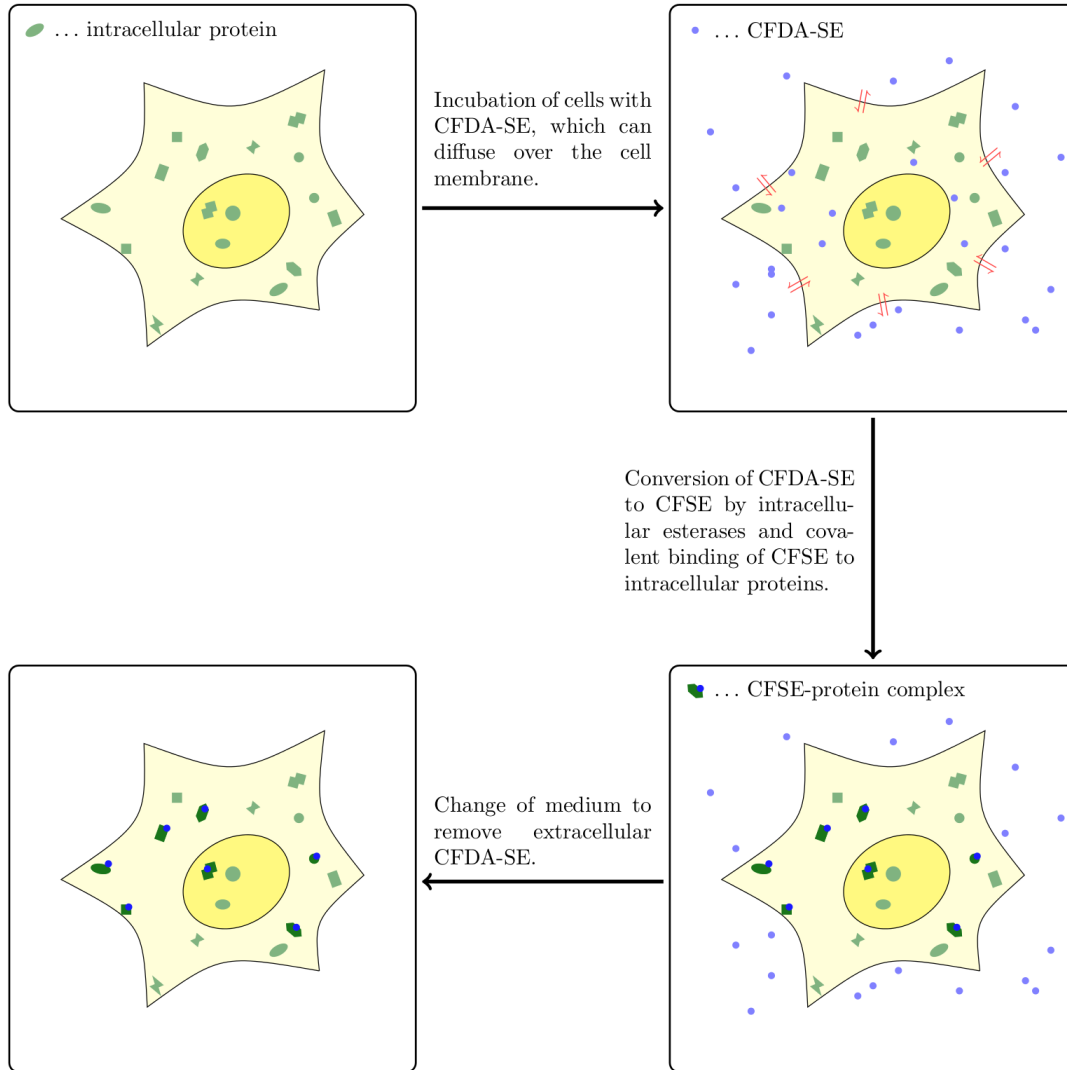 ... intracellular protein
Incubation of cells with
CFDA-SE, which can
diffuse over the cell
membrane.
... CFDA-SE
Conversion of CFDA-SE
to CFSE by intracellu-
lar esterases and cova-
lent binding of CFSE to
intracellular proteins.
... CFSE-protein complex
Change of medium to
remove extracellular
CFDA-SE.